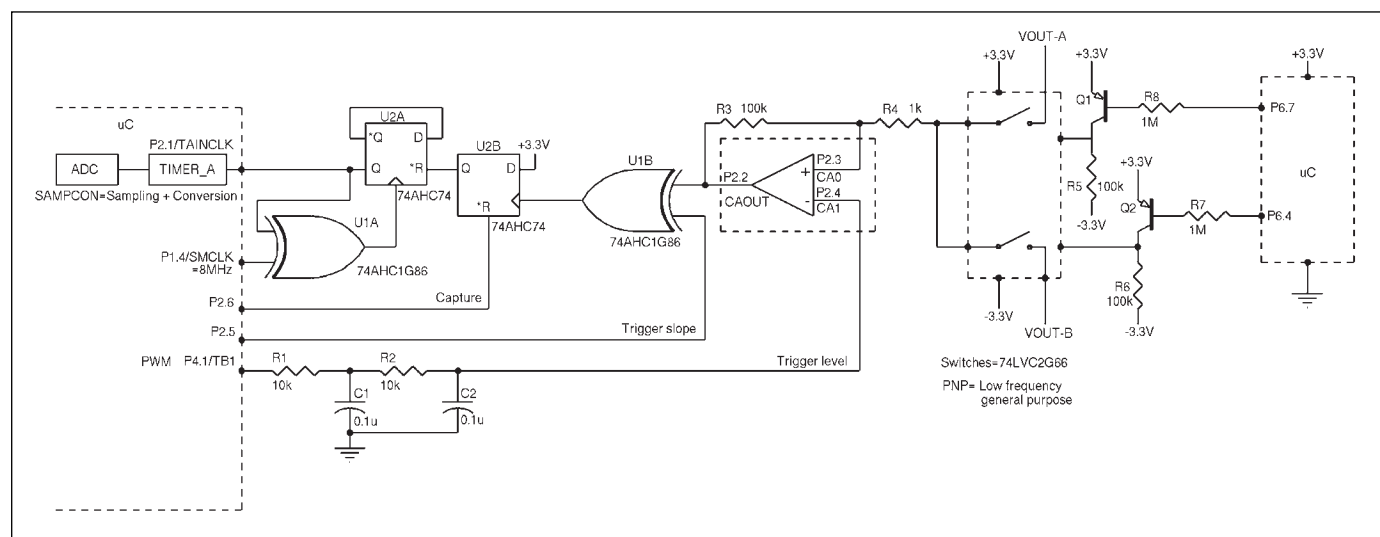 uC
P2.1/TAINCLK
ADC
TIMER_A
SAMPCON=Sampling + Conversion
P1.4/SMCLK
=8MHz
P2.6
P2.5
PWM P4.1/TB1
U2A
*Q
D
Q
*R
74AHC74
U1A
74AHC1G86
U2B
+3.3V
Q
D
*R
74AHC74
Capture
Trigger slope
Trigger level
R1
10k
R2
10k
C1
0.1u
C2
0.1u
U1B
74AHC1G86
R3
100k
R4
1k
P2.2
CAOUT
+
-
P2.3
CA0
P2.4
CA1
VOUT-A
+3.3V
-3.3V
VOUT-B
Switches=74LVC2G66
PNP= Low frequency
general purpose
+3.3V
Q1
R8
1M
R5
100k
-3.3V
+3.3V
Q2
R7
1M
R6
100k
-3.3V
+3.3V
P6.7
uC
P6.4